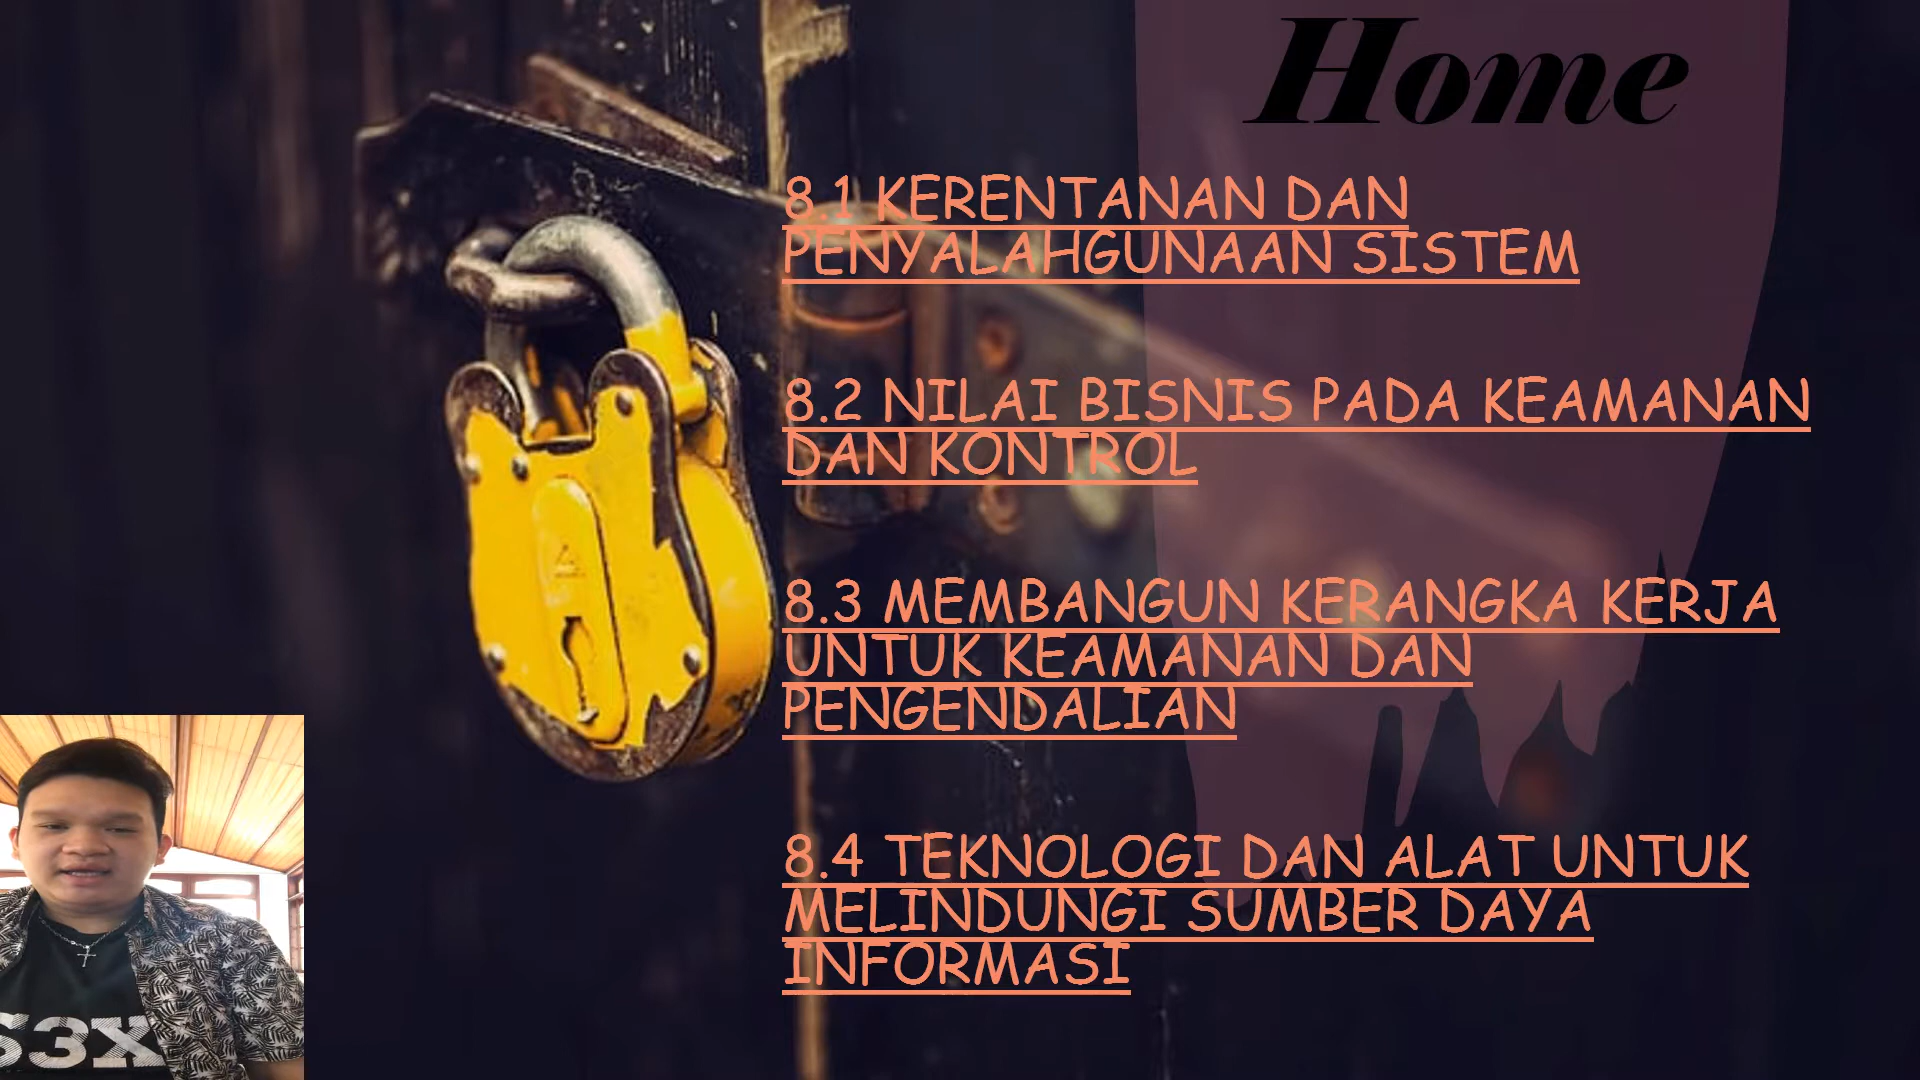 Home
8.1 KERENTANAN DAN
PENYALAHGUNAAN SISTEM
8.2 NILAI BISNIS PADA KEAMANAN
DAN KONTROL
8.3 MEMBANGUN KERANGKA KERJA
UNTUK KEAMANAN DAN
PENGENDALIAN
8.4 TEKNOLOGI DAN ALAT UNTUK
MELINDUNGI SUMBER DAYA
INFORMASI
S3X